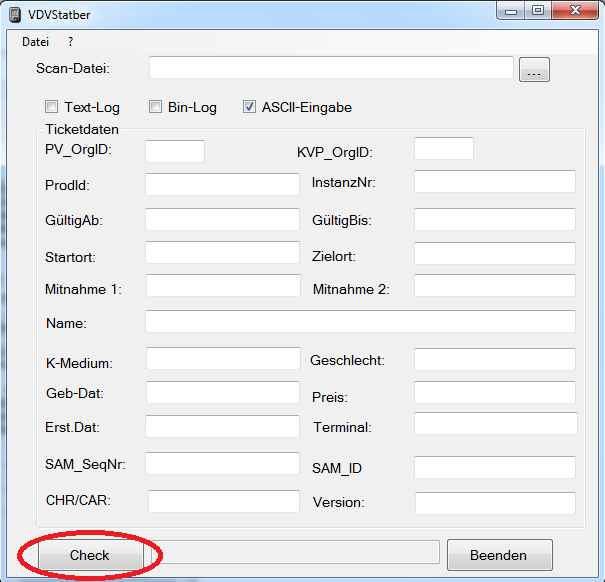 VDVStatber
Datei ?
Scan-Datei: ...
Text-Log Bin-Log ASCII-Eingabe
Ticketdaten
PV_OrgID: KVP_OrgID:
ProdId: InstanzNr:
GültigAb: GültigBis:
Startort: Zielort:
Mitnahme 1: Mitnahme 2:
Name:
K-Medium: Geschlecht:
Geb-Dat: Preis:
Erst.Dat: Terminal:
SAM_SeqNr: SAM_ID
CHR/CAR: Version:
Check Beenden